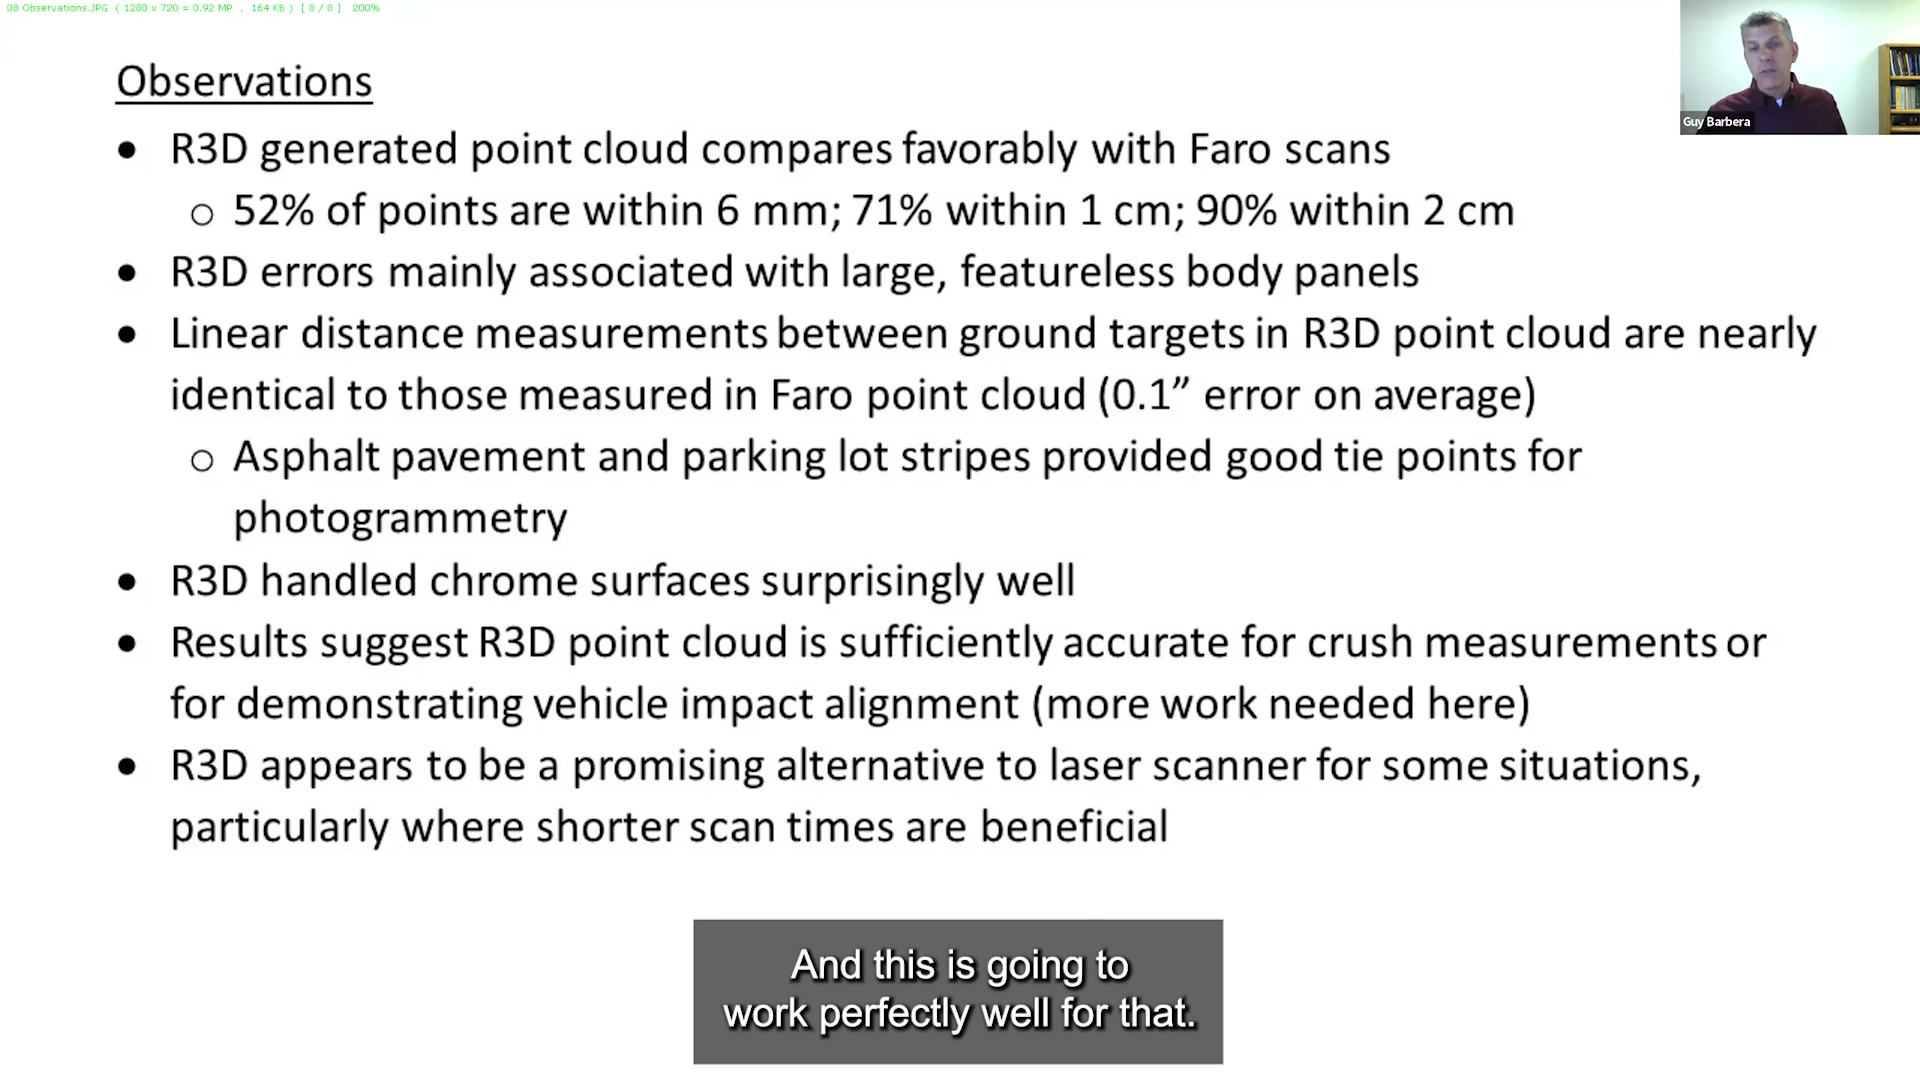 08 Observations.JPG ( 1280 x 720 = 0.92 MP , 164 KB ) [ 8 / 8 ] 200%
Guy Barbera
Observations
• R3D generated point cloud compares favorably with Faro scans
o 52% of points are within 6 mm; 71% within 1 cm; 90% within 2 cm
• R3D errors mainly associated with large, featureless body panels
• Linear distance measurements between ground targets in R3D point cloud are nearly
identical to those measured in Faro point cloud (0.1” error on average)
o Asphalt pavement and parking lot stripes provided good tie points for
photogrammetry
• R3D handled chrome surfaces surprisingly well
• Results suggest R3D point cloud is sufficiently accurate for crush measurements or
for demonstrating vehicle impact alignment (more work needed here)
• R3D appears to be a promising alternative to laser scanner for some situations,
particularly where shorter scan times are beneficial
And this is going to
work perfectly well for that.